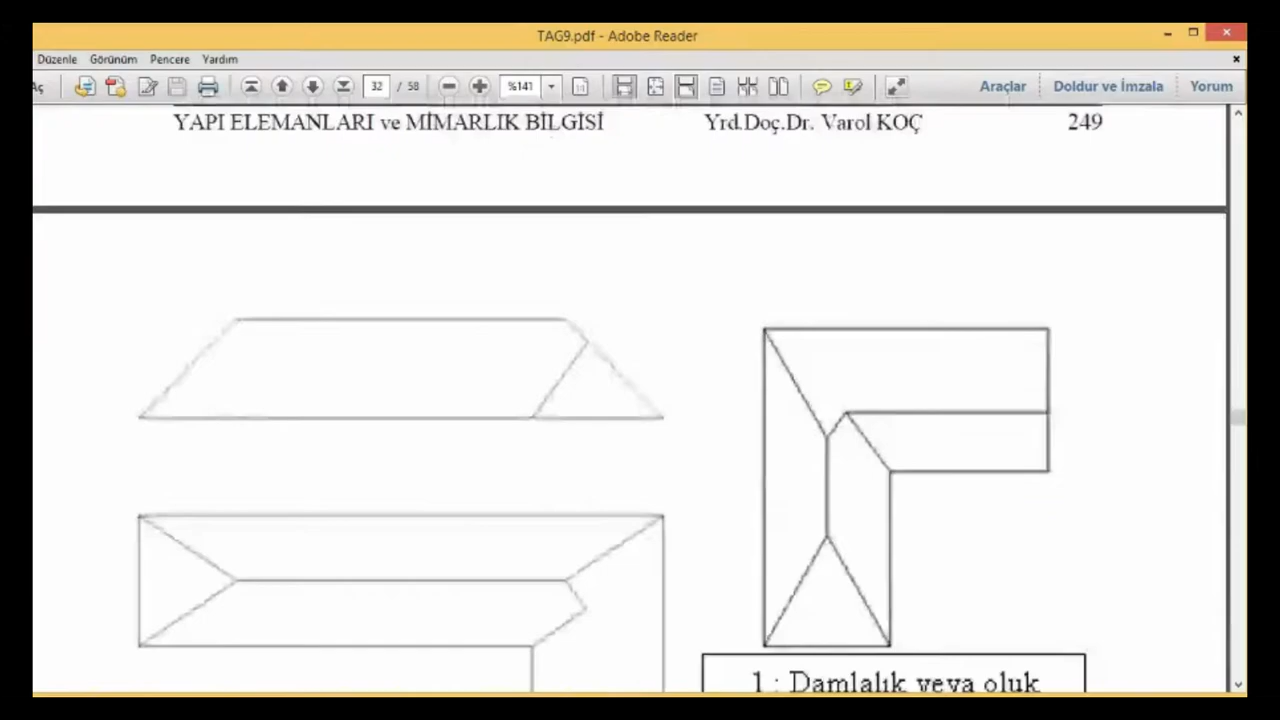 TAG9.pdf - Adobe Reader
Düzenle Görünüm Pencere Yardım
Aç 32 / 58 %141 Araçlar Doldur ve İmzala Yorum
YAPI ELEMANLARI ve MİMARLIK BİLGİSİ Yrd.Doç.Dr. Varol KOÇ 249
1 : Damlalık veya oluk